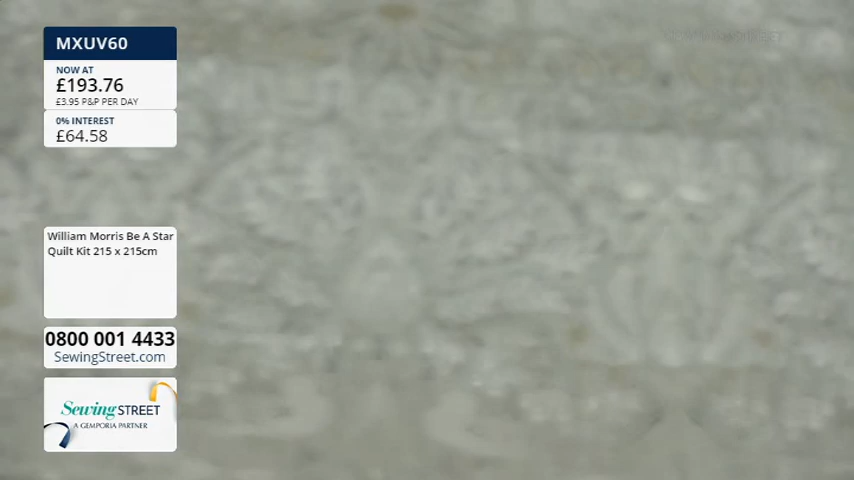 MXUV60
NOW AT
£193.76
£3.95 P&P PER DAY
0% INTEREST
£64.58
William Morris Be A Star
Quilt Kit 215 x 215cm
0800 001 4433
SewingStreet.com
Sewing STREET
A GEMPORIA PARTNER